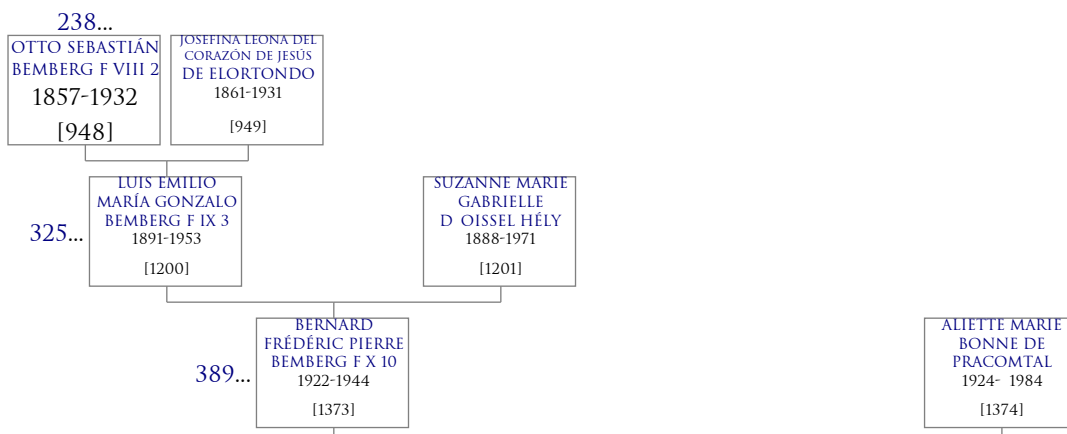 238...
OTTO SEBASTIÁN
BEMBERG F VIII 2
1857-1932
[948]
JOSEFINA LEONA DEL
CORAZÓN DE JESÚS
DE ELORTONDO
1861-1931
[949]
325...
LUIS EMILIO
MARÍA GONZALO
BEMBERG F IX 3
1891-1953
[1200]
SUZANNE MARIE
GABRIELLE
D OISSEL HÉLY
1888-1971
[1201]
389...
BERNARD
FRÉDÉRIC PIERRE
BEMBERG F X 10
1922-1944
[1373]
ALIETTE MARIE
BONNE DE
PRACOMTAL
1924- 1984
[1374]